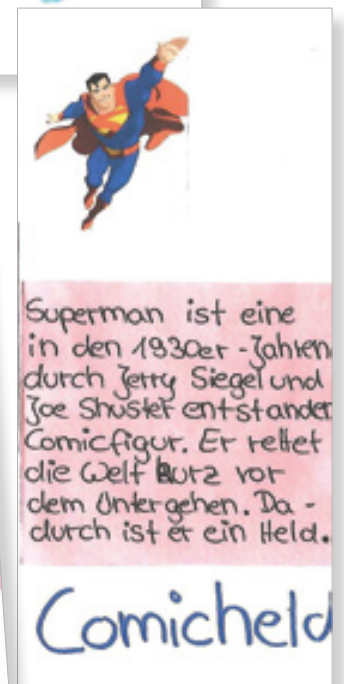 Superman ist eine
in den 1930er-Jahren
durch Jerry Siegel und
Joe Shuster entstanden
Comicfigur. Er rettet
die Welt kurz vor
dem Untergehen. Da-
durch ist er ein Held.
Comicheld